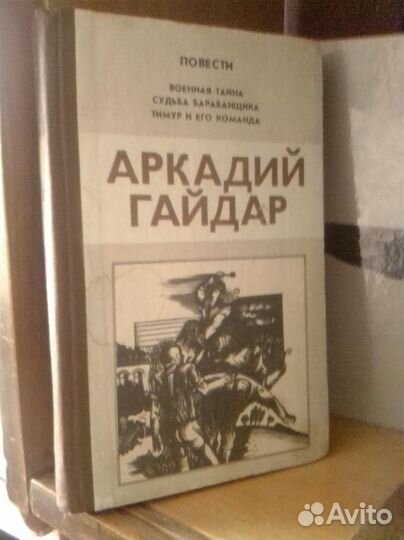 ПОВЕСТИ
ВОЕННАЯ ТАЙНА
СУДЬБА БАРАБАНЩИКА
ТИМУР И ЕГО КОМАНДА
АРКАДИЙ
ГАЙДАР
Avito